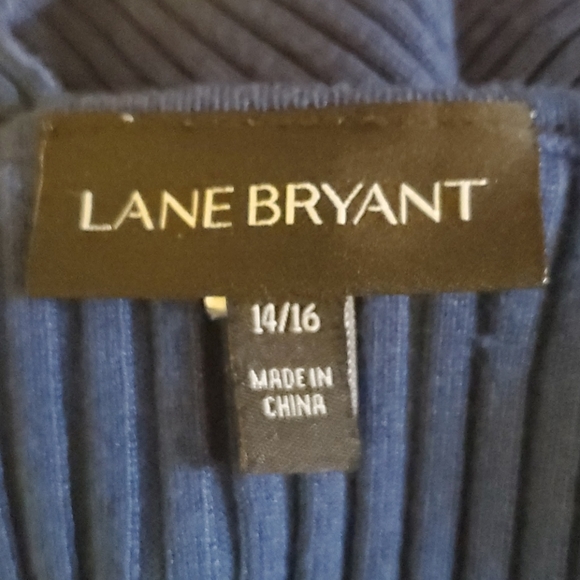 LANE BRYANT
14/16
MADE IN
CHINA